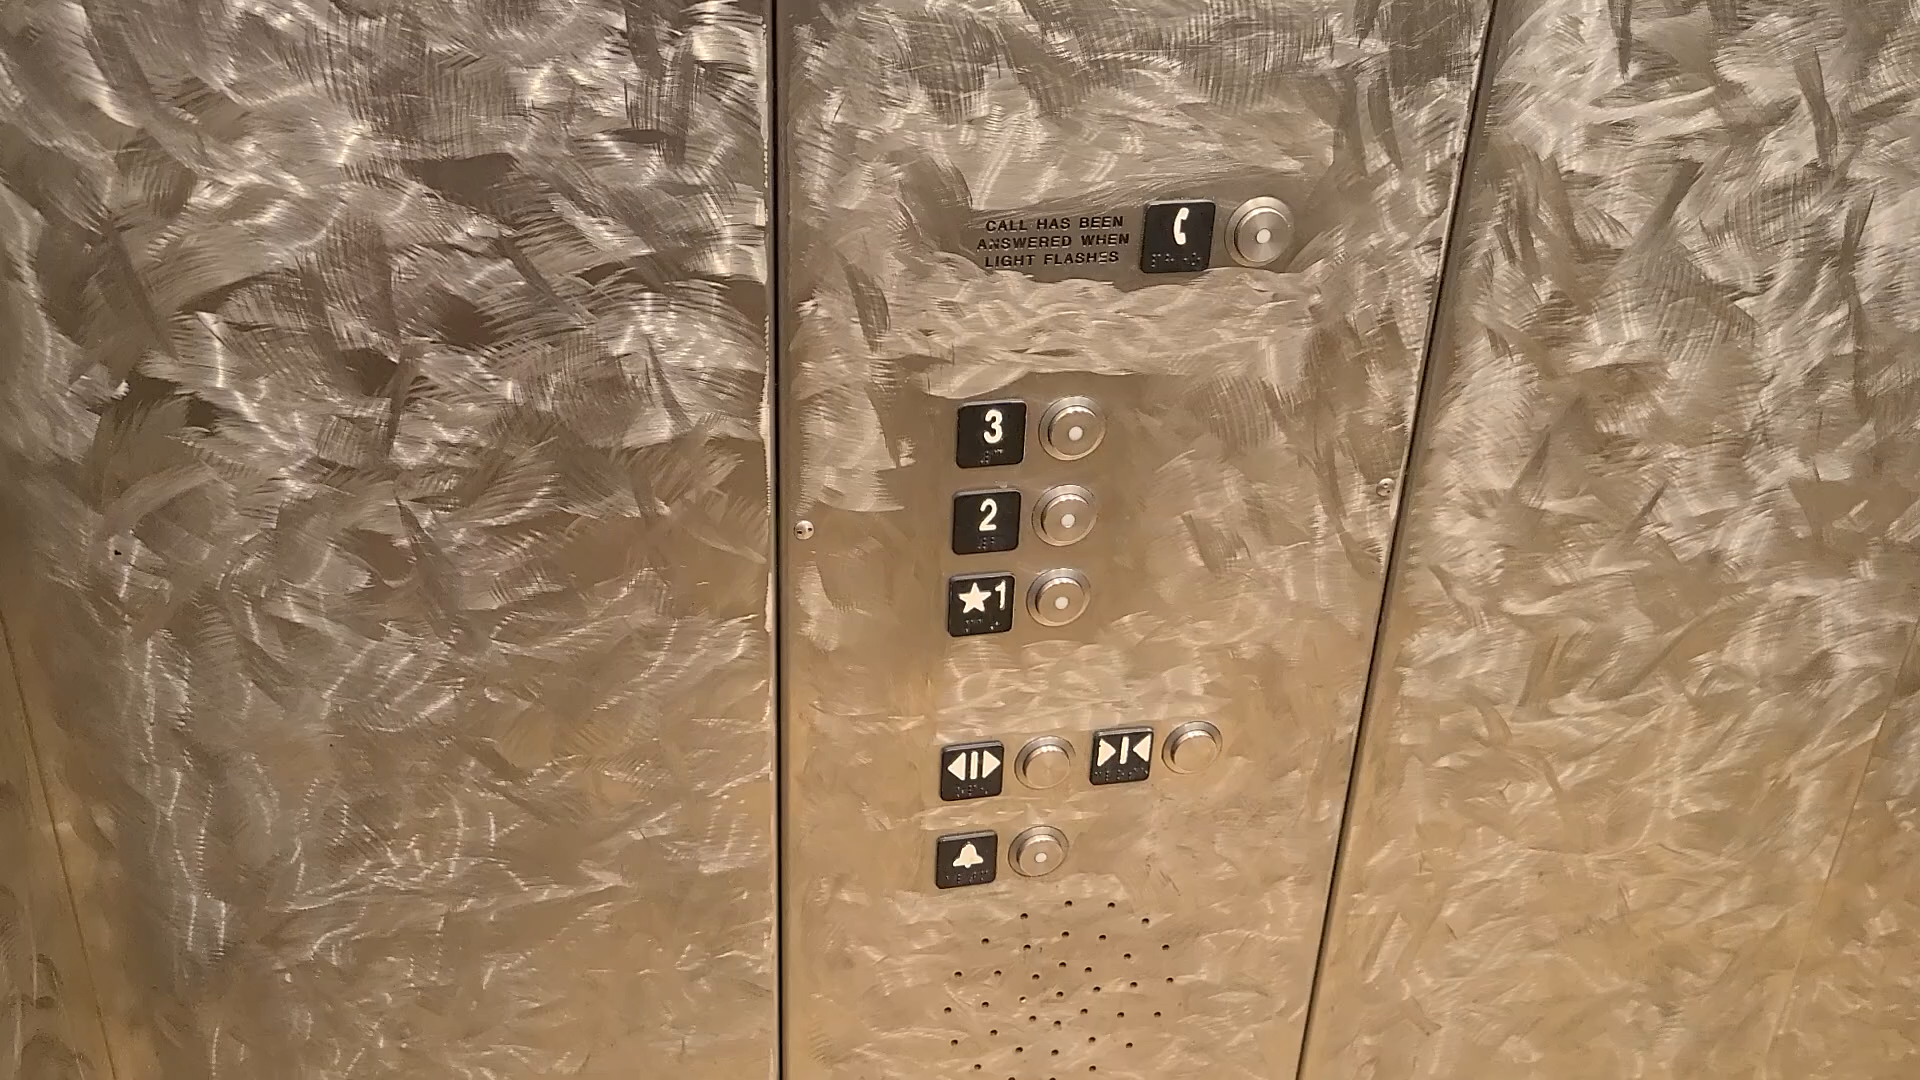 CALL HAS BEEN
ANSWERED WHEN
LIGHT FLASHES
3
2
★1